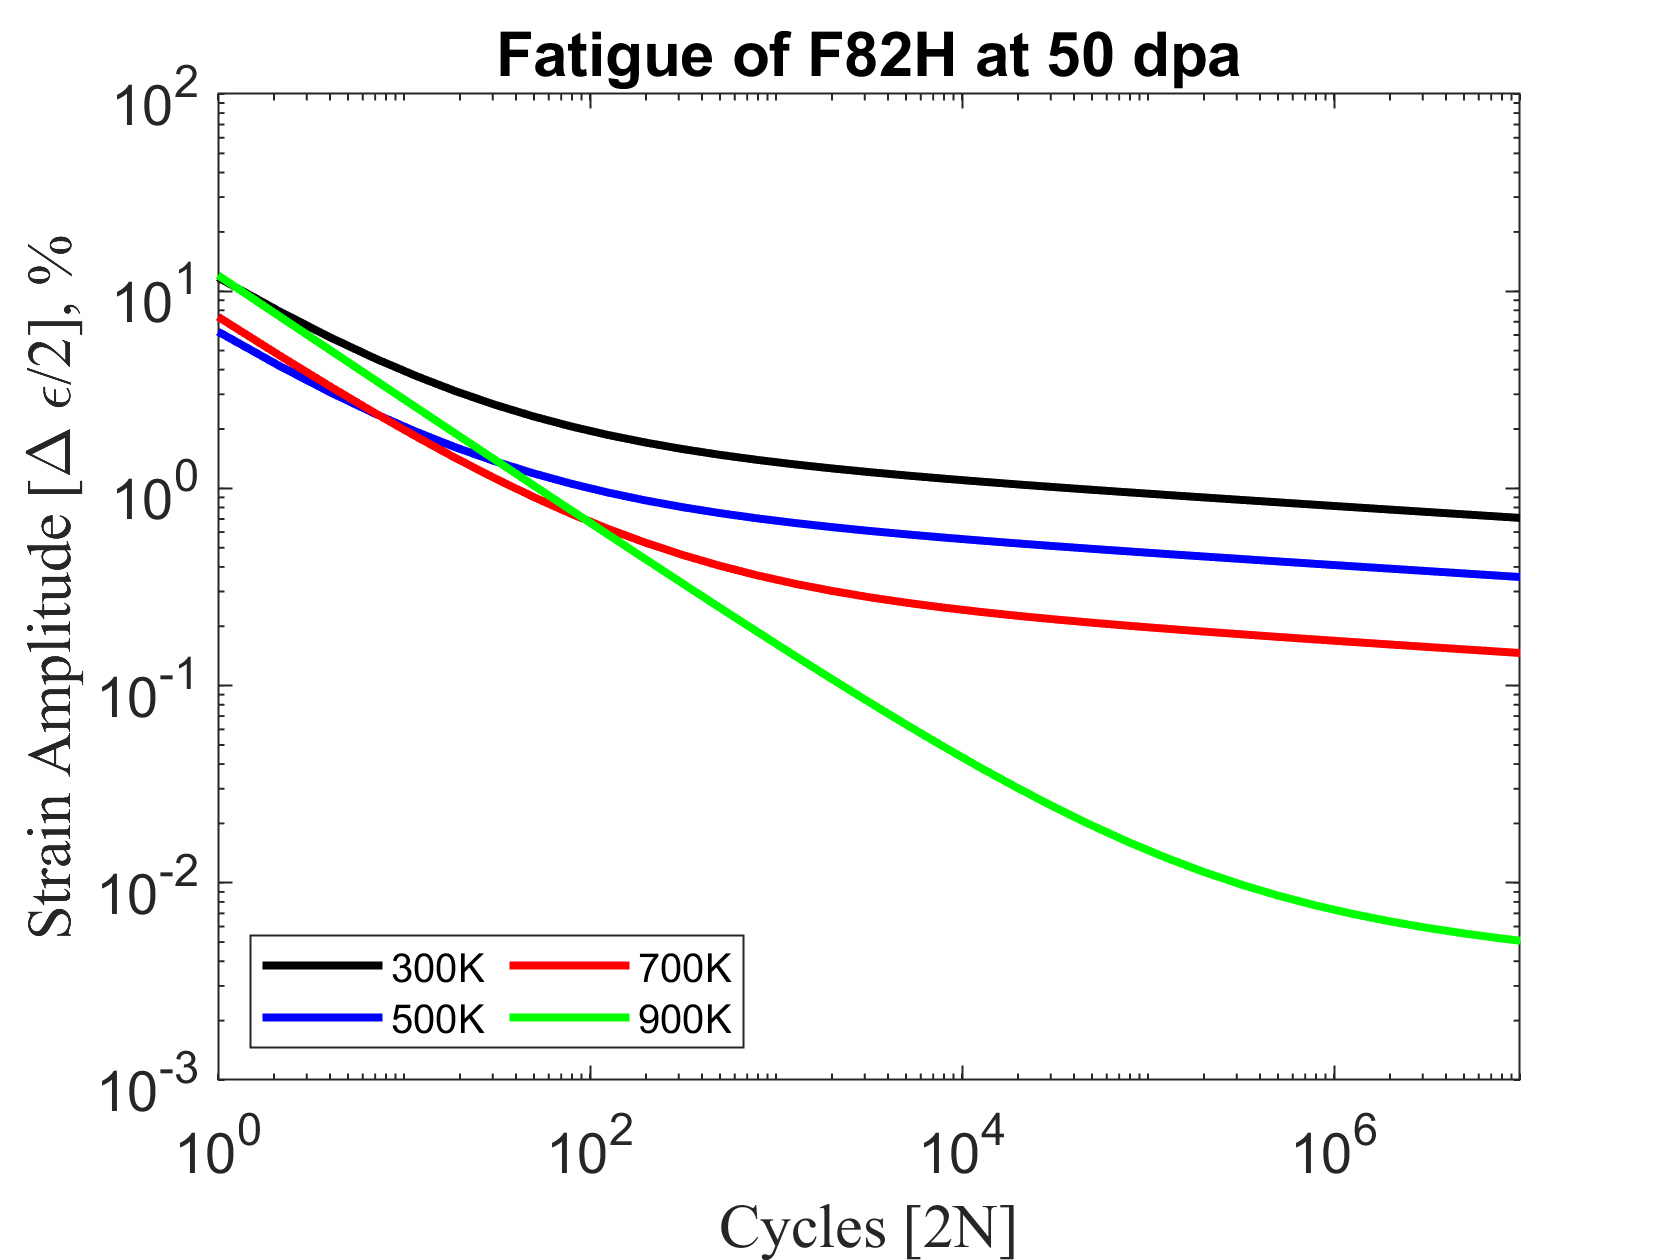 Fatigue of F82H at 50 dpa
10^2
10^1
10^0
10^-1
10^-2
10^-3
Strain Amplitude [Δ ϵ/2], %
300K 700K
500K 900K
10^0 10^2 10^4 10^6
Cycles [2N]